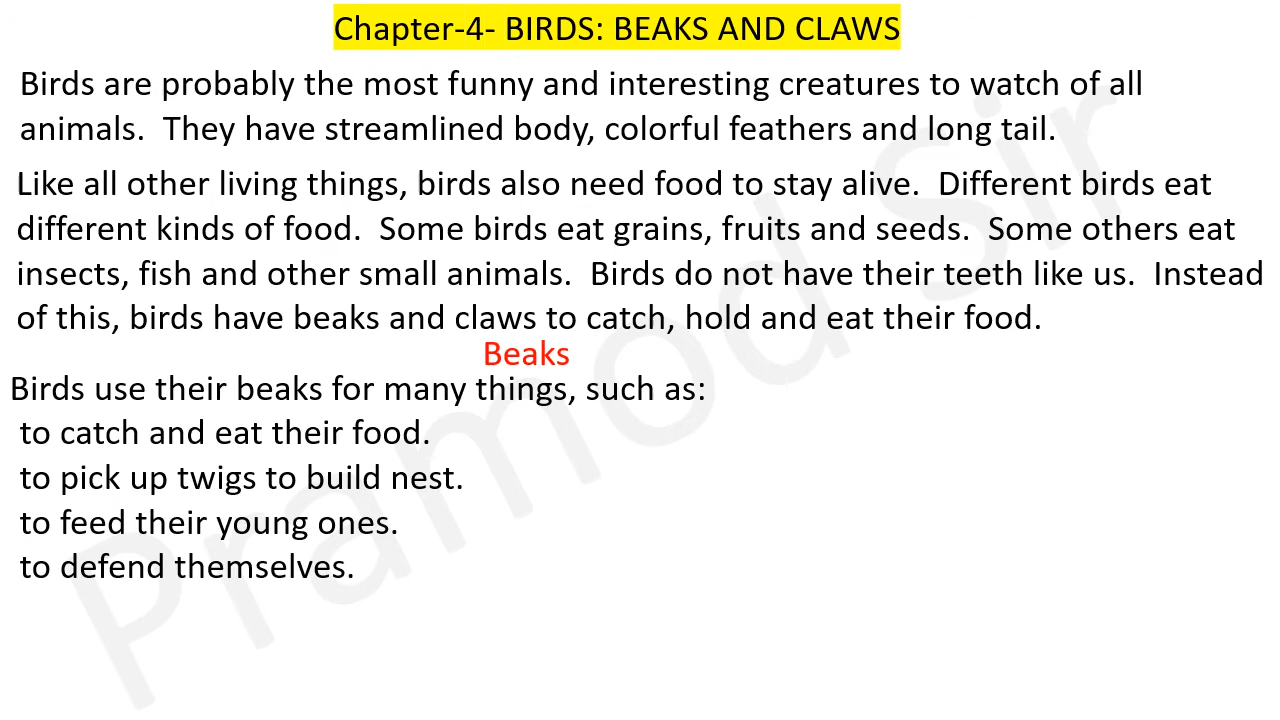 Chapter-4- BIRDS: BEAKS AND CLAWS
Birds are probably the most funny and interesting creatures to watch of all
animals.  They have streamlined body, colorful feathers and long tail.
Like all other living things, birds also need food to stay alive.  Different birds eat
different kinds of food.  Some birds eat grains, fruits and seeds.  Some others eat
insects, fish and other small animals.  Birds do not have their teeth like us.  Instead
of this, birds have beaks and claws to catch, hold and eat their food.
Beaks
Birds use their beaks for many things, such as:
to catch and eat their food.
to pick up twigs to build nest.
to feed their young ones.
to defend themselves.
Pramod Sir